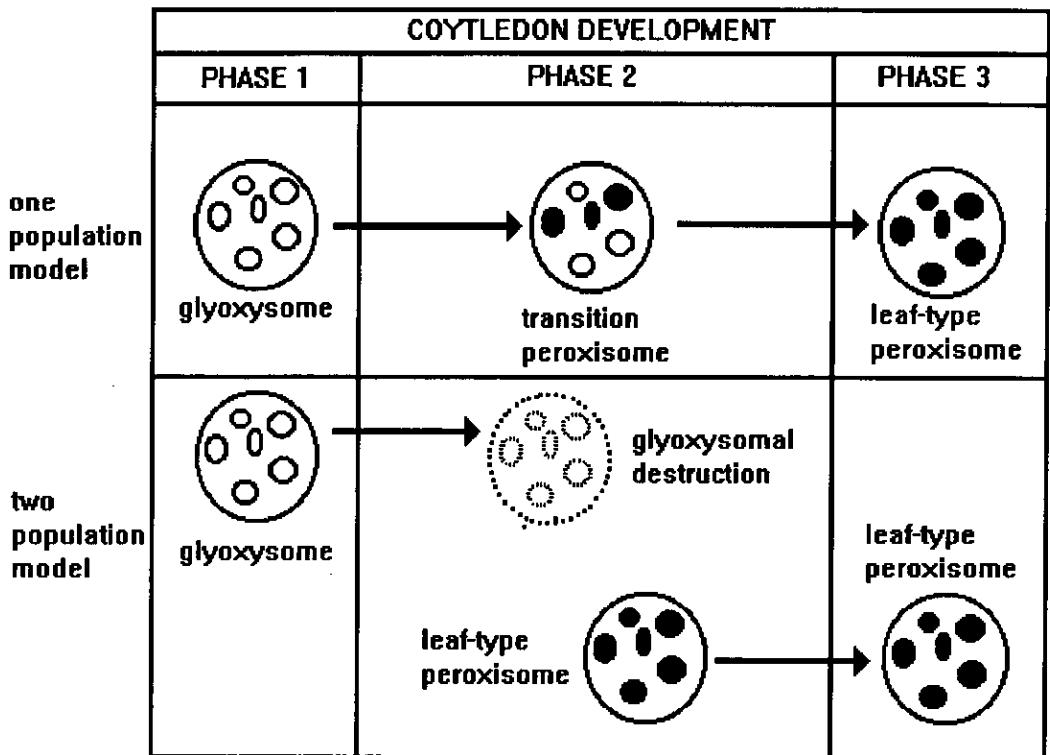 COYTLEDON DEVELOPMENT
PHASE 1
PHASE 2
PHASE 3
one
population
model
glyoxysome
transition
peroxisome
leaf-type
peroxisome
two
population
model
glyoxysome
glyoxysomal
destruction
leaf-type
peroxisome
leaf-type
peroxisome